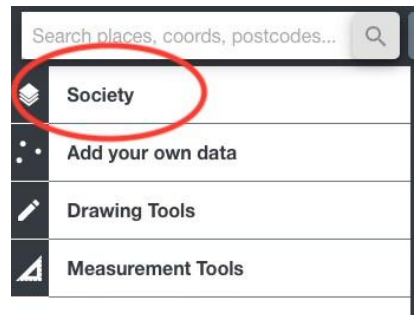 Search places, coords, postcodes...
Society
Add your own data
Drawing Tools
Measurement Tools